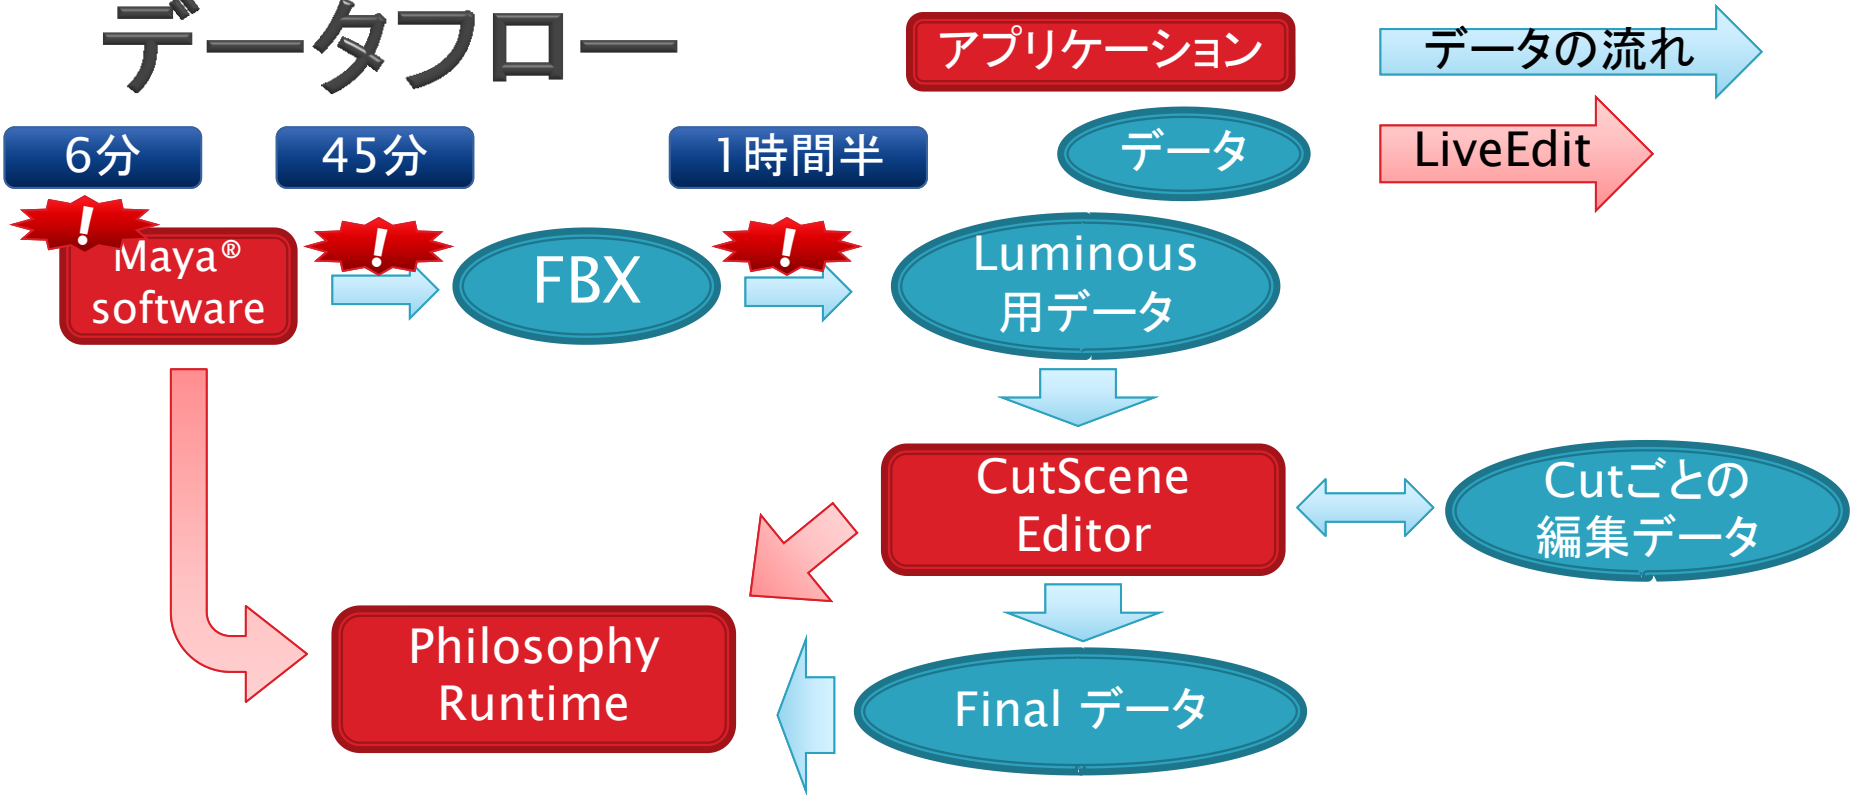 データフロー
アプリケーション
データの流れ
データ
LiveEdit
6分
45分
1時間半
!
!
!
Maya®
software
FBX
Luminous
用データ
CutScene
Editor
Cutごとの
編集データ
Philosophy
Runtime
Final データ